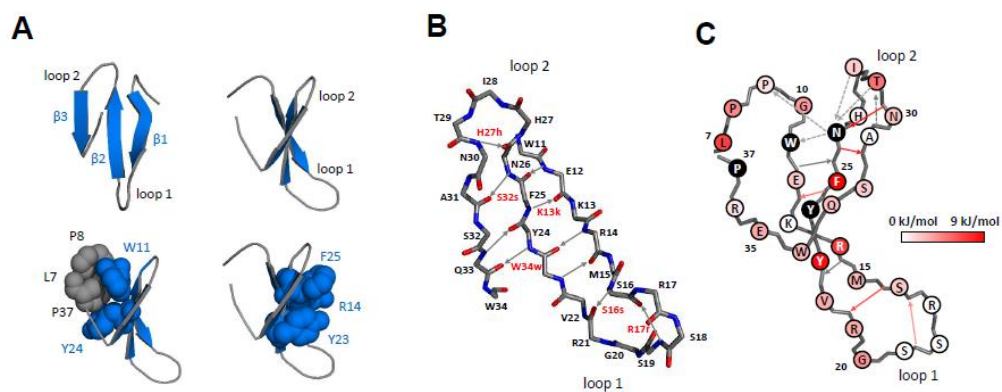 A
loop 2
β3
β2
β1
loop 1
loop 2
loop 1
P8
W11
L7
P37
Y24
F25
R14
Y23
B
loop 2
I28
T29
H27h
H27
W11
N30
N26
E12
A31
S32s
F25
K13k
K13
S32
Y24
R14
Q33
W34w
M15
W34
S16
R17
V22
S16s
R21
R17r
S18
G20
S19
loop 1
C
loop 2
I
T
P
10
G
H
N
30
P
W
N
A
7
L
37
P
E
25
F
S
R
K
Y
Q
E
W
R
35
Y
15
M
S
V
R
R
S
S
20
G
loop 1
0 kJ/mol
9 kJ/mol